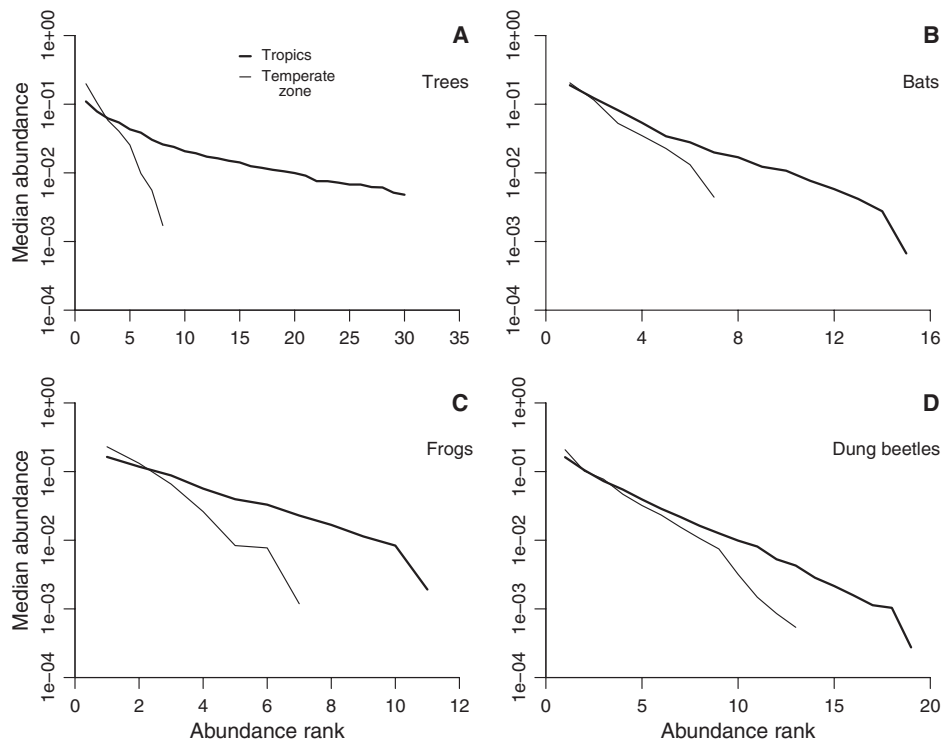 A
Tropics
Temperate
zone
Trees
Median abundance
1e+00
1e−01
1e−02
1e−03
1e−04
0 5 10 15 20 25 30 35
B
Bats
1e+00
1e−01
1e−02
1e−03
1e−04
0 4 8 12 16
C
Frogs
Median abundance
1e+00
1e−01
1e−02
1e−03
1e−04
0 2 4 6 8 10 12
Abundance rank
D
Dung beetles
1e+00
1e−01
1e−02
1e−03
1e−04
0 5 10 15 20
Abundance rank